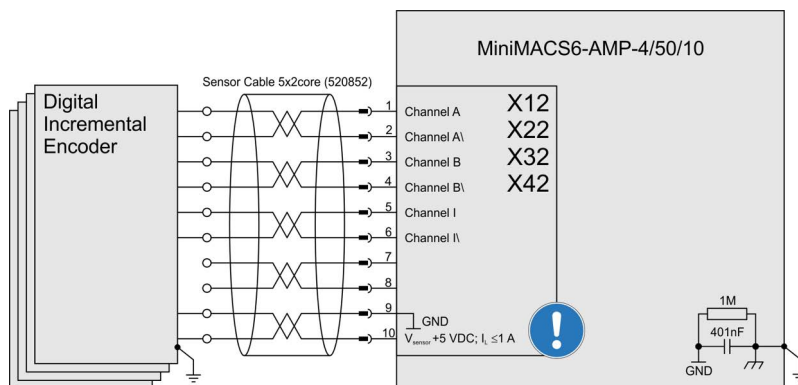 MiniMACS6-AMP-4/50/10
Sensor Cable 5x2core (520852)
Digital
Incremental
Encoder
1 Channel A
2 Channel A\
3 Channel B
4 Channel B\
5 Channel I
6 Channel I\
7
8
9 GND
10 Vsensor +5 VDC; IL ≤1 A
X12
X22
X32
X42
!
1M
401nF
GND